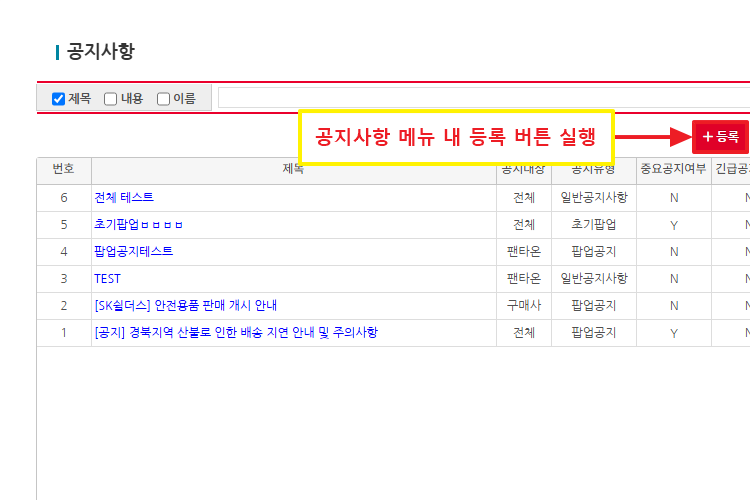 공지사항
제목 내용 이름
공지사항 메뉴 내 등록 버튼 실행
+ 등록
번호 제목 공지대상 공지유형 중요공지여부 긴급공
6 전체 테스트 전체 일반공지사항 N N
5 초기팝업ㅂㅂㅂㅂ 전체 초기팝업 Y N
4 팝업공지테스트 팬타온 팝업공지 N N
3 TEST 팬타온 일반공지사항 N N
2 [SK쉴더스] 안전용품 판매 개시 안내 구매사 팝업공지 N N
1 [공지] 경북지역 산불로 인한 배송 지연 안내 및 주의사항 전체 팝업공지 Y N